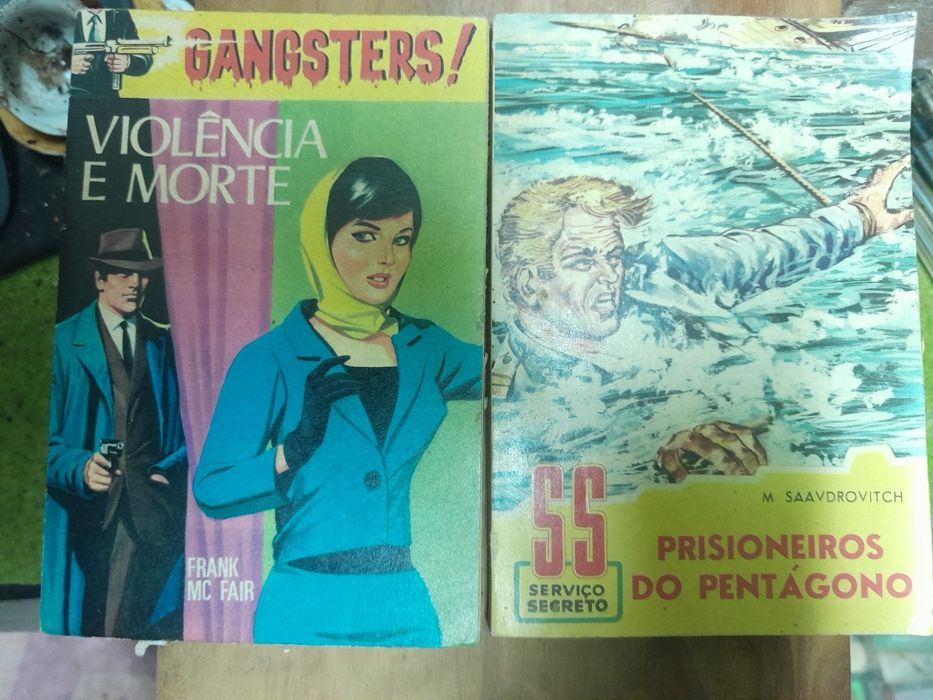 GANGSTERS!
VIOLÊNCIA
E MORTE
FRANK
MC FAIR
SS
SERVIÇO
SECRETO
M SAAVDROVITCH
PRISIONEIROS
DO PENTÁGONO